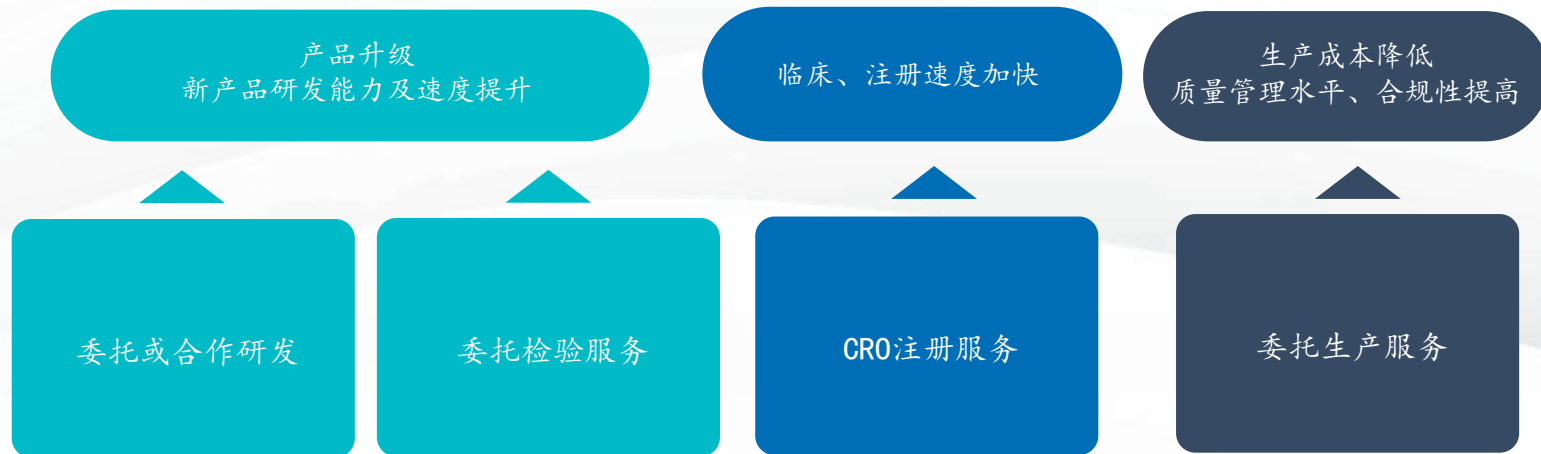 产品升级
新产品研发能力及速度提升
临床、注册速度加快
生产成本降低
质量管理水平、合规性提高
委托或合作研发
委托检验服务
CRO注册服务
委托生产服务